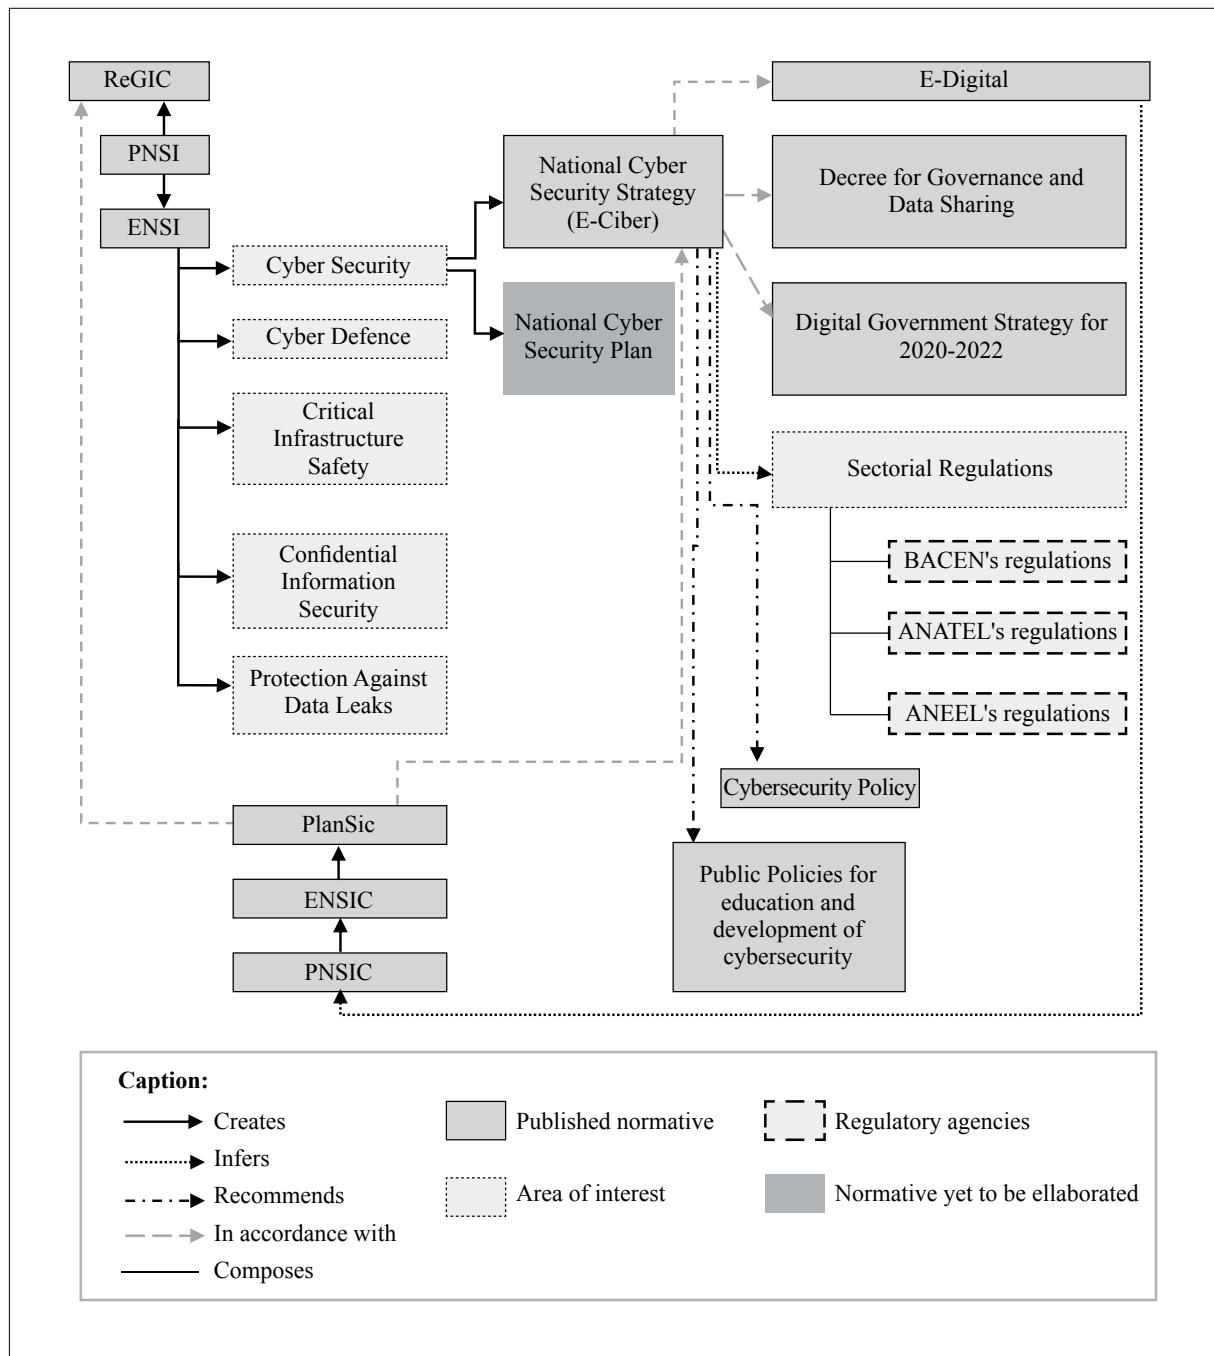 ReGIC
PNSI
ENSI
Cyber Security
Cyber Defence
Critical
Infrastructure
Safety
Confidential
Information
Security
Protection Against
Data Leaks
PlanSic
ENSIC
PNSIC
National Cyber
Security Strategy
(E-Ciber)
National Cyber
Security Plan
E-Digital
Decree for Governance and
Data Sharing
Digital Government Strategy for
2020-2022
Sectorial Regulations
BACEN's regulations
ANATEL's regulations
ANEEL's regulations
Cybersecurity Policy
Public Policies for
education and
development of
cybersecurity
Caption:
Creates
Infers
Recommends
In accordance with
Composes
Published normative
Area of interest
Regulatory agencies
Normative yet to be ellaborated